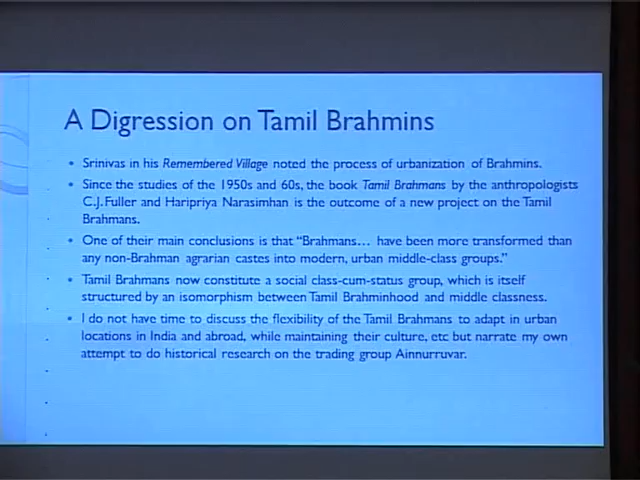 A Digression on Tamil Brahmins
• Srinivas in his Remembered Village noted the process of urbanization of Brahmins.
• Since the studies of the 1950s and 60s, the book Tamil Brahmans by the anthropologists
C.J. Fuller and Haripriya Narasimhan is the outcome of a new project on the Tamil
Brahmans.
• One of their main conclusions is that “Brahmans... have been more transformed than
any non-Brahman agrarian castes into modern, urban middle-class groups.”
• Tamil Brahmans now constitute a social class-cum-status group, which is itself
structured by an isomorphism between Tamil Brahminhood and middle classness.
• I do not have time to discuss the flexibility of the Tamil Brahmans to adapt in urban
locations in India and abroad, while maintaining their culture, etc but narrate my own
attempt to do historical research on the trading group Ainnurruvar.